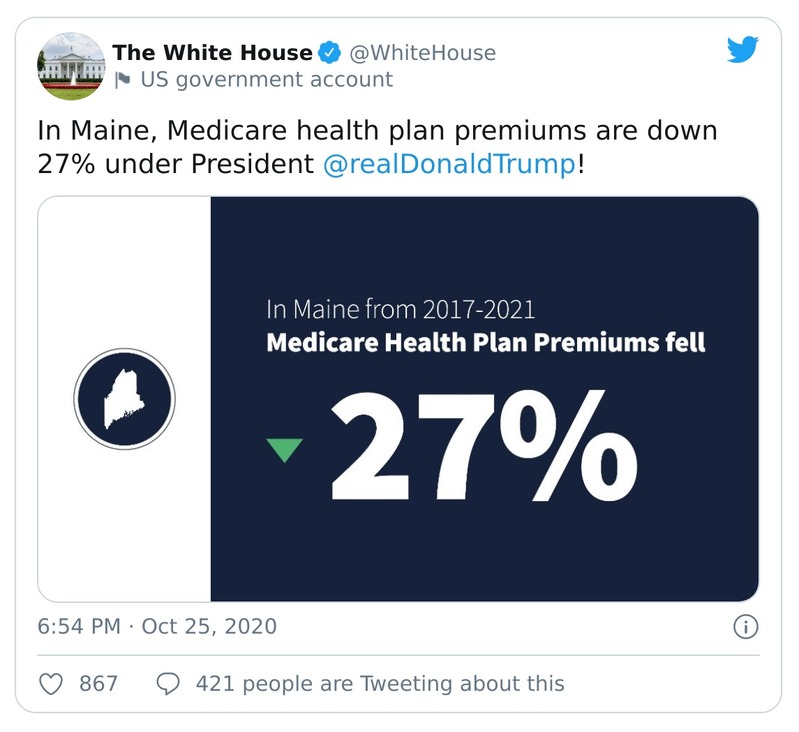 The White House @WhiteHouse
US government account
In Maine, Medicare health plan premiums are down
27% under President @realDonaldTrump!
In Maine from 2017-2021
Medicare Health Plan Premiums fell
27%
6:54 PM · Oct 25, 2020
867 421 people are Tweeting about this